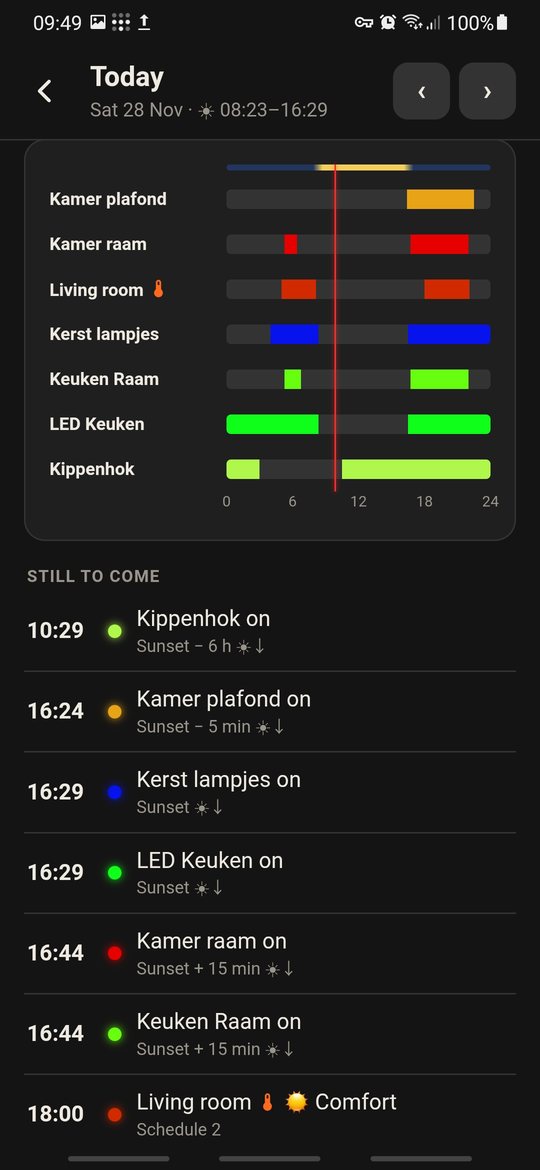 09:49 100%
Today
Sat 28 Nov · ☀ 08:23–16:29
‹ ›
Kamer plafond
Kamer raam
Living room 🌡
Kerst lampjes
Keuken Raam
LED Keuken
Kippenhok
0 6 12 18 24
STILL TO COME
10:29 Kippenhok on
Sunset − 6 h ☀↓
16:24 Kamer plafond on
Sunset − 5 min ☀↓
16:29 Kerst lampjes on
Sunset ☀↓
16:29 LED Keuken on
Sunset ☀↓
16:44 Kamer raam on
Sunset + 15 min ☀↓
16:44 Keuken Raam on
Sunset + 15 min ☀↓
18:00 Living room 🌡 ☀ Comfort
Schedule 2